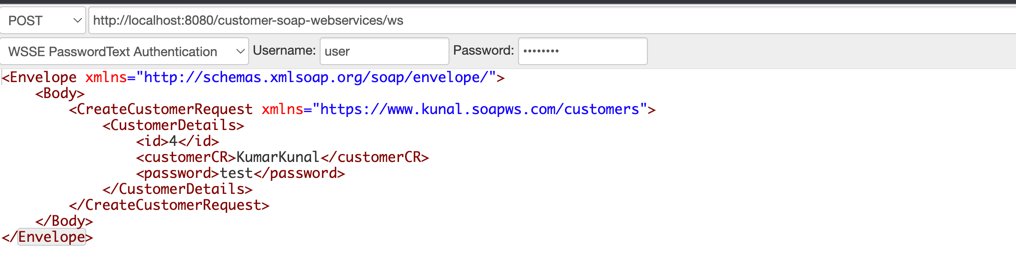 POST http://localhost:8080/customer-soap-webservices/ws
WSSE PasswordText Authentication Username: user Password: ••••••••
<Envelope xmlns="http://schemas.xmlsoap.org/soap/envelope/">
    <Body>
        <CreateCustomerRequest xmlns="https://www.kunal.soapws.com/customers">
            <CustomerDetails>
                <id>4</id>
                <customerCR>KumarKunal</customerCR>
                <password>test</password>
            </CustomerDetails>
        </CreateCustomerRequest>
    </Body>
</Envelope>